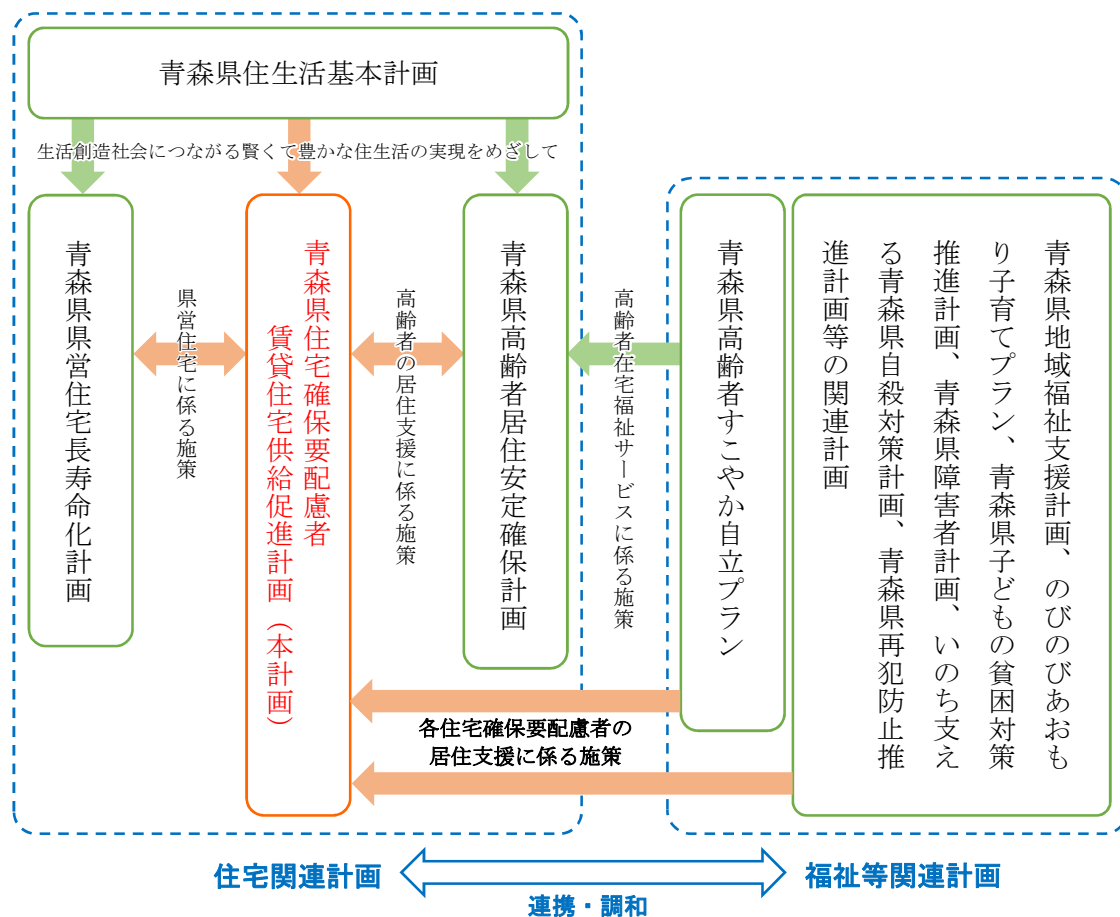 青森県住生活基本計画
生活創造社会につながる賢くて豊かな住生活の実現をめざして
青森県県営住宅長寿命化計画
県営住宅に係る施策
青森県住宅確保要配慮者
賃貸住宅供給促進計画（本計画）
高齢者の居住支援に係る施策
青森県高齢者居住安定確保計画
高齢者在宅福祉サービスに係る施策
青森県高齢者すこやか自立プラン
青森県地域福祉支援計画、のびのびあおも
り子育てプラン、青森県子どもの貧困対策
推進計画、青森県障害者計画、いのち支え
る青森県自殺対策計画、青森県再犯防止推
進計画等の関連計画
各住宅確保要配慮者の
居住支援に係る施策
住宅関連計画
福祉等関連計画
連携・調和